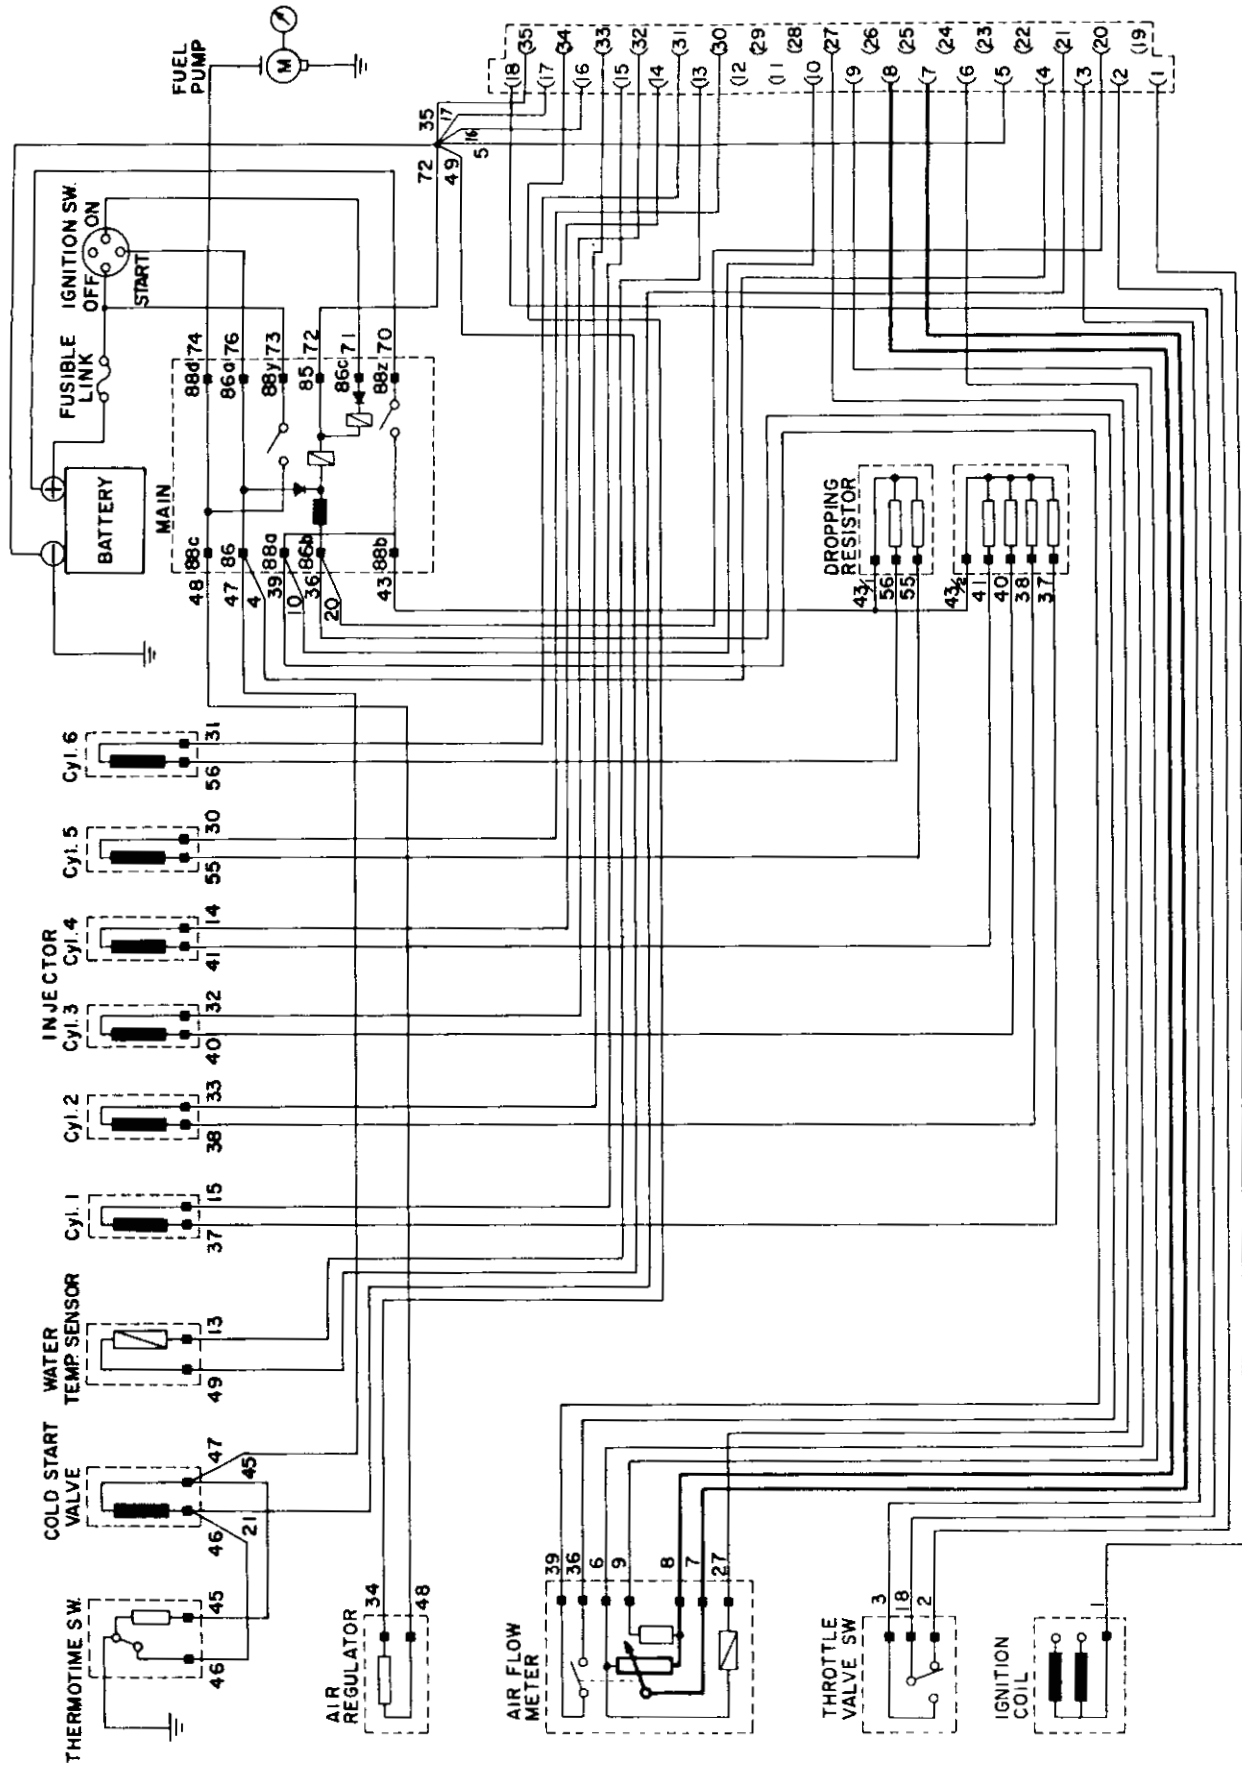 FUEL
PUMP
M
IGNITION SW.
OFF
ON
START
FUSIBLE
LINK
BATTERY
MAIN
88d 74
86a 76
88y 73
85 72
86c 71
88z 70
48 88c
47 86
4
39 88a
10
36 86b
20
43 88b
35
17
16
5
72
49
(18 (17 (16 (15 (14 (13 (12 (11 (10 (9 (8 (7 (6 (5 (4 (3 (2 (1
(35 (34 (33 (32 (31 (30 (29 (28 (27 (26 (25 (24 (23 (22 (21 (20 (19
DROPPING
RESISTOR
43/1
56
55
43/2
41
40
38
37
INJECTOR
Cyl. 6
56 31
Cyl. 5
55 30
Cyl. 4
41 14
Cyl. 3
40 32
Cyl. 2
38 33
Cyl. 1
37 15
WATER
TEMP. SENSOR
49 13
COLD START
VALVE
46
21
47
45
THERMOTIME SW.
46 45
AIR
REGULATOR
34
48
AIR FLOW
METER
39
36
6
9
8
7
27
THROTTLE
VALVE SW
3
18
2
IGNITION
COIL
1